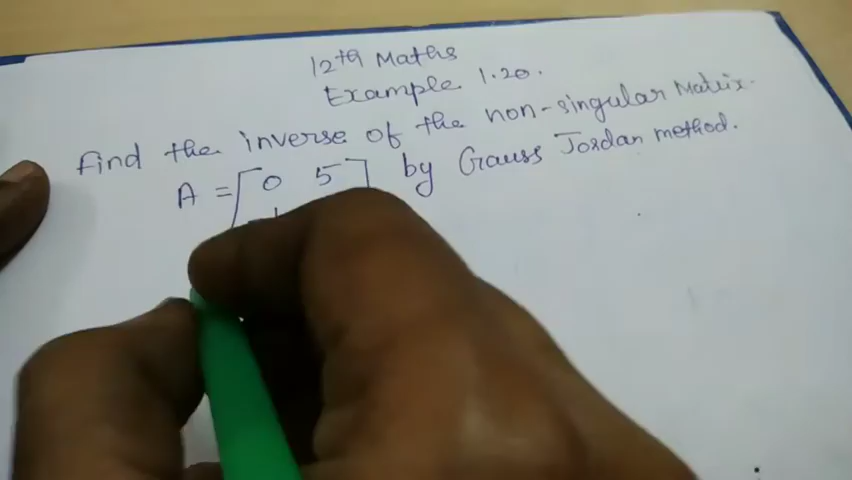 12th Maths
Example 1.20.
Find the inverse of the non-singular Matrix.
A = [0 5] by Gauss Jordan method.